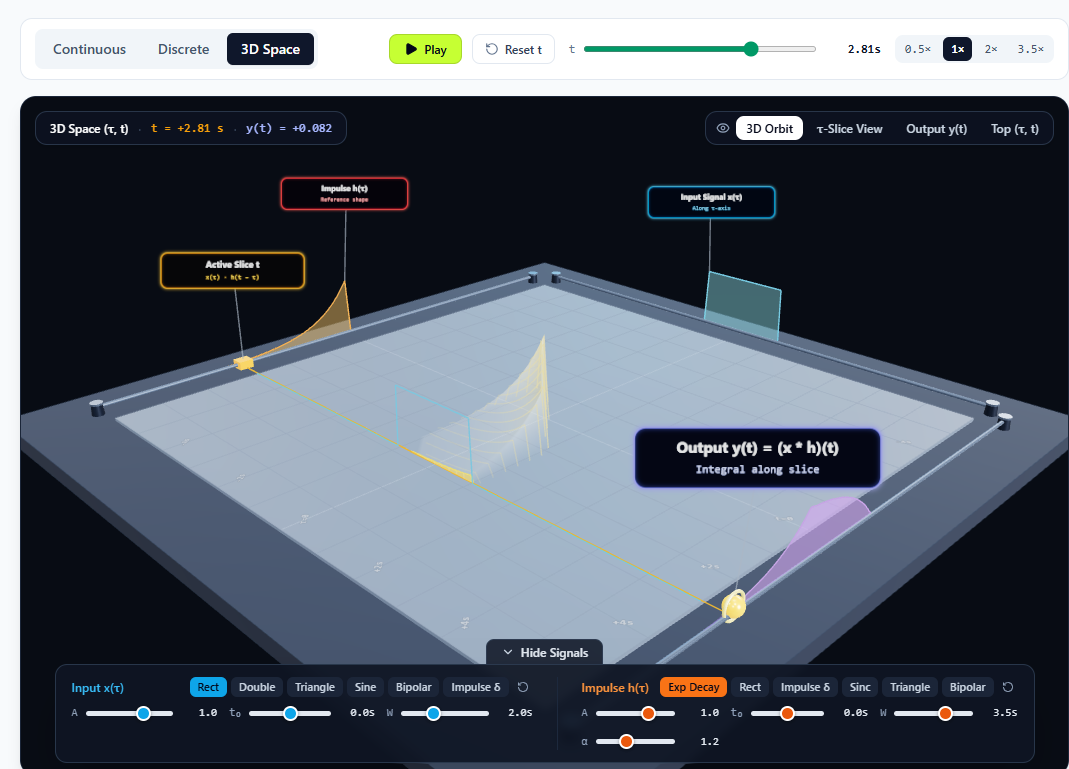 Continuous Discrete 3D Space Play Reset t t 2.81s 0.5× 1× 2× 3.5×
3D Space (τ, t) · t = +2.81 s · y(t) = +0.082
3D Orbit τ-Slice View Output y(t) Top (τ, t)
Impulse h(τ)
Reference shape
Input Signal x(τ)
Along τ-axis
Active Slice t
x(τ) · h(t − τ)
Output y(t) = (x * h)(t)
Integral along slice
Hide Signals
Input x(τ) Rect Double Triangle Sine Bipolar Impulse δ
A 1.0 t₀ 0.0s W 2.0s
Impulse h(τ) Exp Decay Rect Impulse δ Sinc Triangle Bipolar
A 1.0 t₀ 0.0s W 3.5s
α 1.2